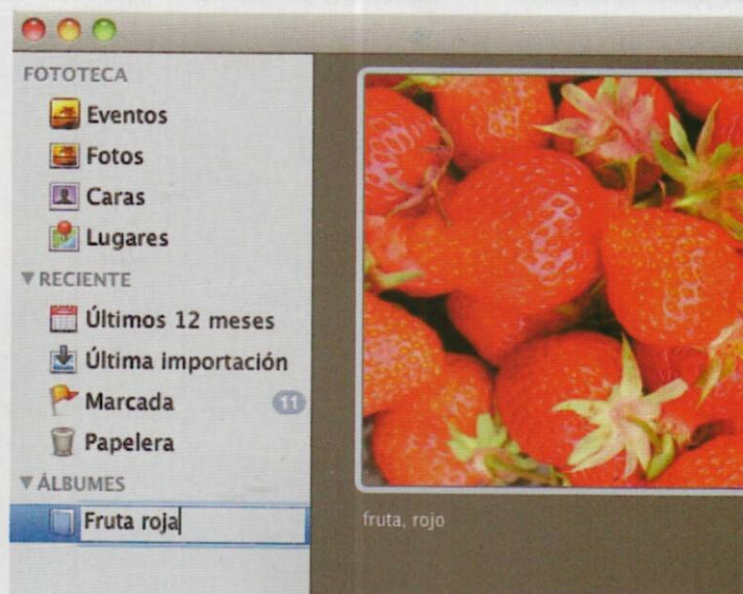 FOTOTECA
Eventos
Fotos
Caras
Lugares
RECIENTE
Últimos 12 meses
Última importación
Marcada 11
Papelera
ÁLBUMES
Fruta roja
fruta, rojo